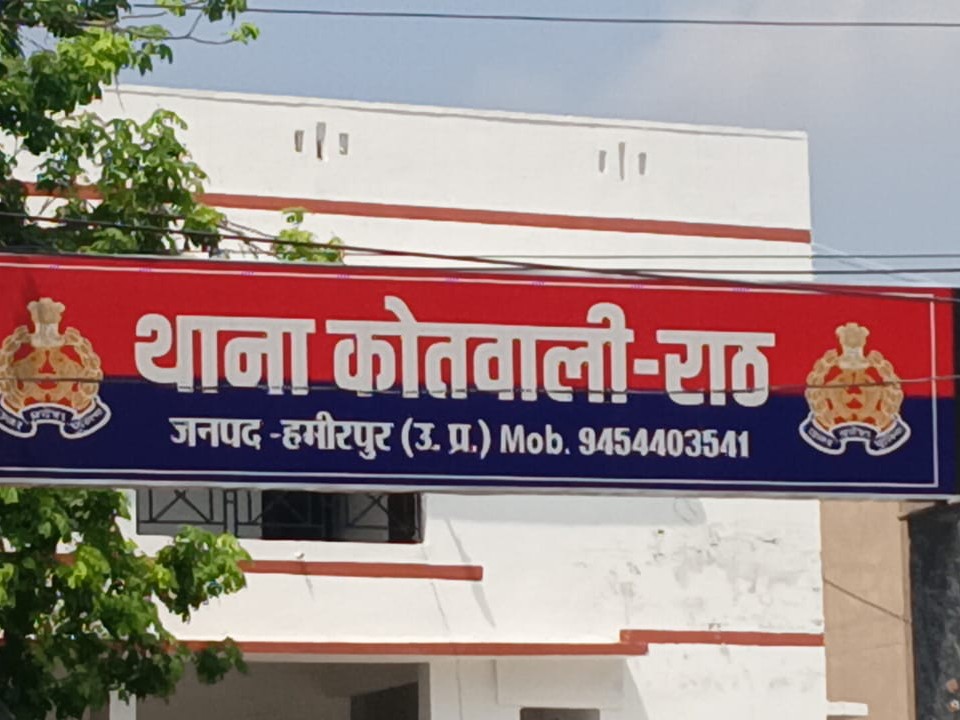 थाना कोतवाली-राठ
जनपद -हमीरपुर (उ. प्र.) Mob. 9454403541